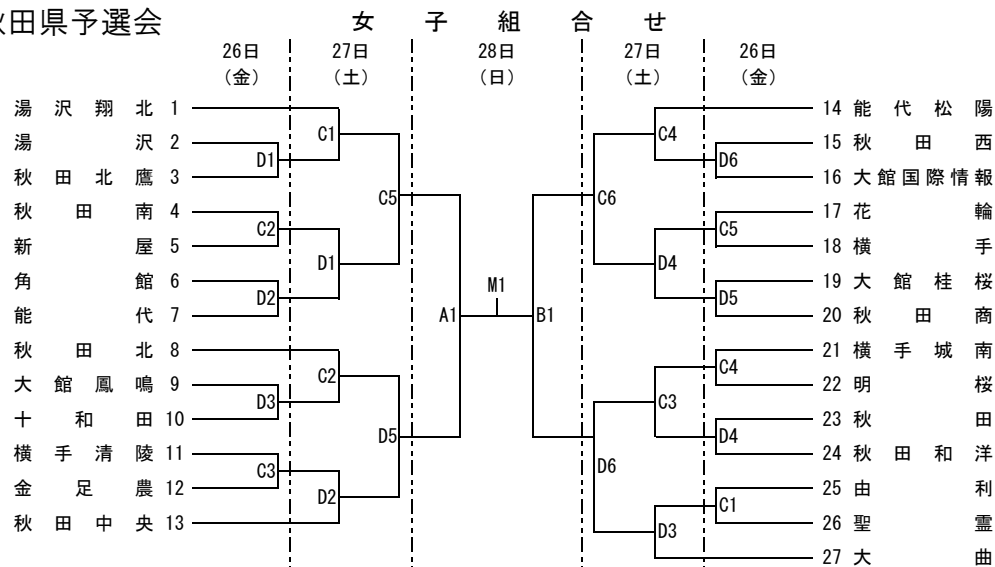 秋田県予選会 女子組合せ
26日 27日 28日 27日 26日
（金） （土） （日） （土） （金）
湯沢翔北 1 14 能代松陽
C1 C4
湯沢 2 15 秋田西
D1 D6
秋田北鷹 3 16 大館国際情報
C5 C6
秋田南 4 17 花輪
C2 C5
新屋 5 18 横手
D1 D4
角館 6 19 大館桂桜
D2 D5
M1
能代 7 20 秋田商
A1 B1
秋田北 8 21 横手城南
C2 C4
大館鳳鳴 9 22 明桜
D3 C3
十和田 10 23 秋田
D5 D4
横手清陵 11 24 秋田和洋
C3 D6
金足農 12 25 由利
D2 C1
秋田中央 13 26 聖霊
D3
27 大曲